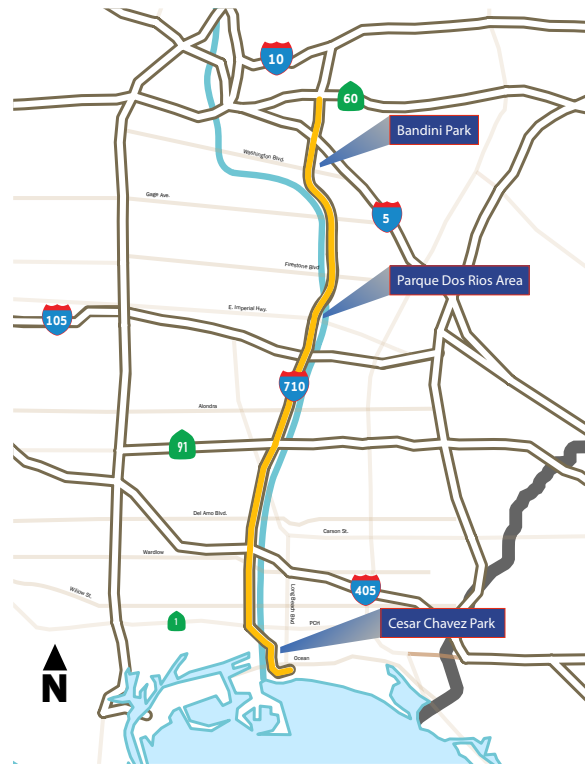 10
60
Bandini Park
Washington Blvd.
Gage Ave.
5
Firestone Blvd
Parque Dos Rios Area
E. Imperial Hwy.
105
710
Alondra
91
Del Amo Blvd.
Carson St.
Wardlow
Willow St.
405
Long Beach Blvd
1
PCH
Cesar Chavez Park
Ocean
N